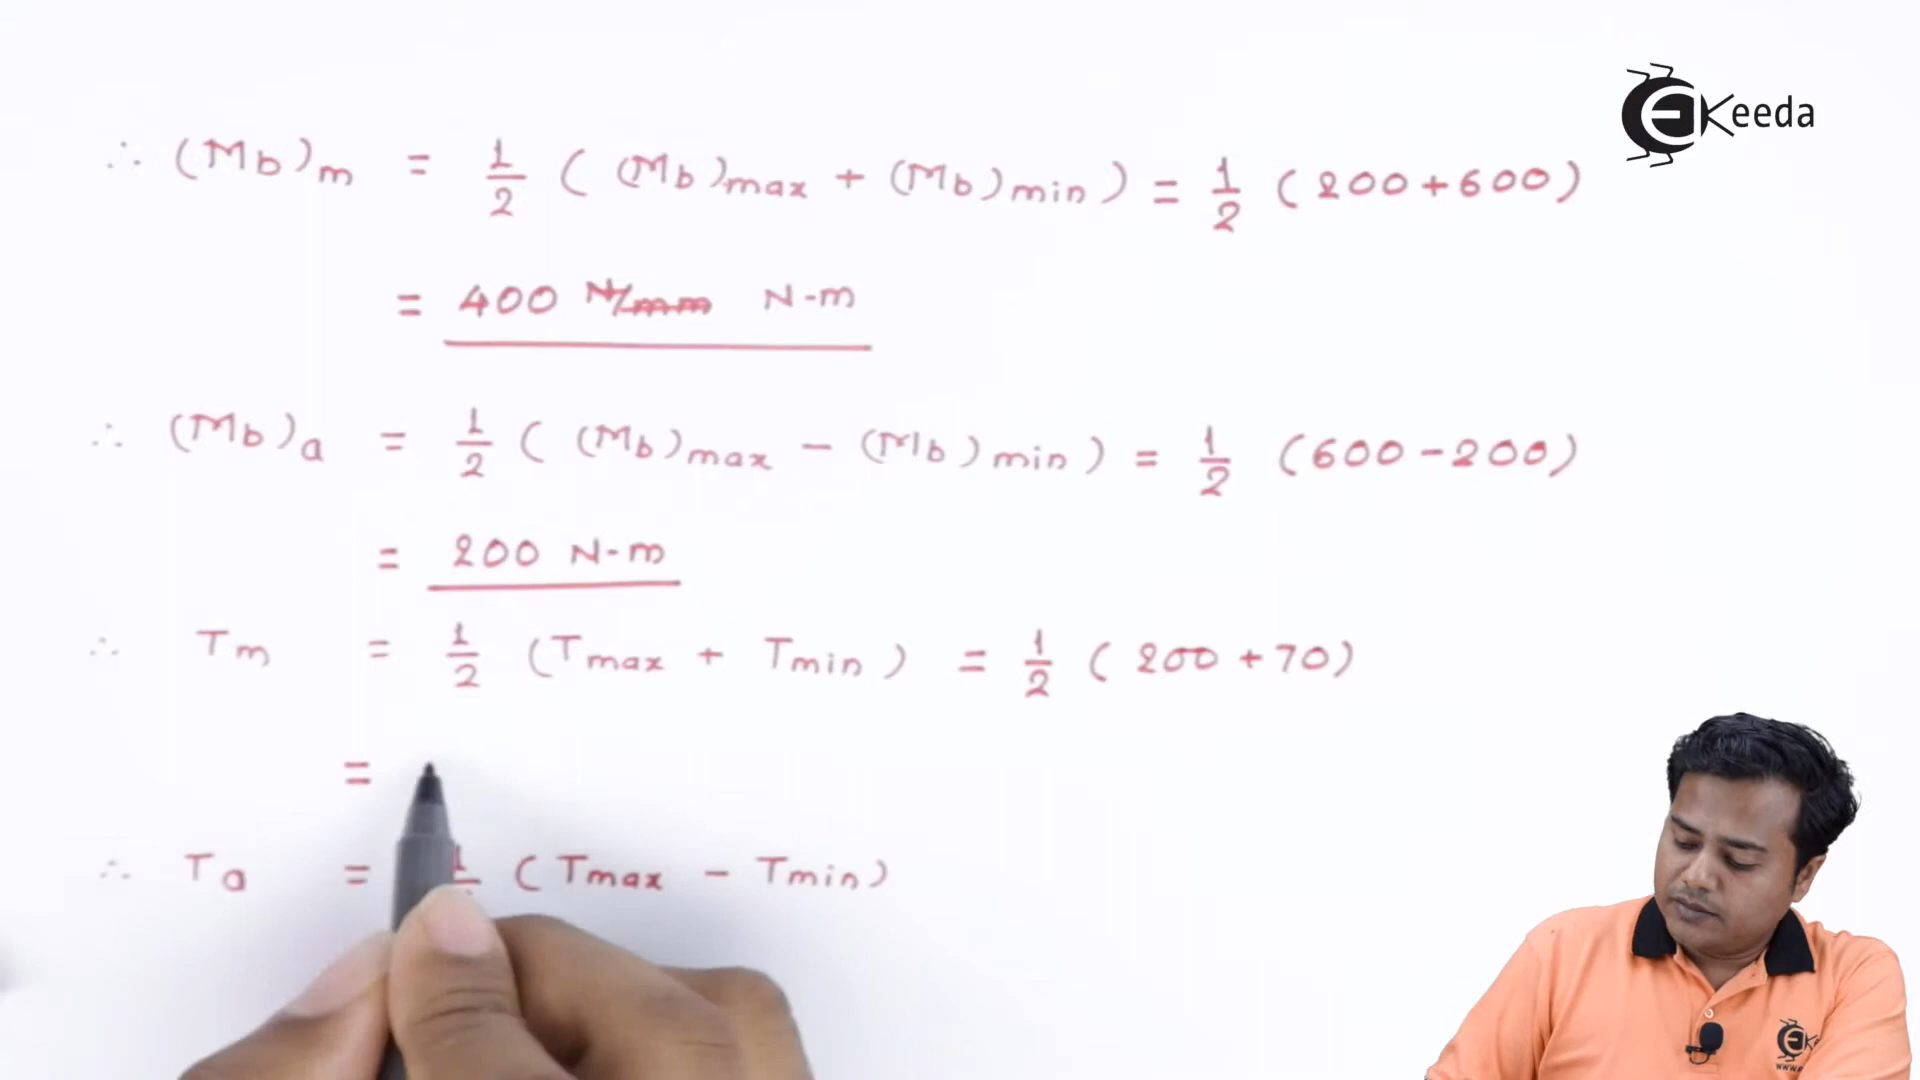 EKeeda
∴ (Mb)m = 1/2 ( (Mb)max + (Mb)min ) = 1/2 ( 200 + 600 )
= 400 N/mm N-m
∴ (Mb)a = 1/2 ( (Mb)max - (Mb)min ) = 1/2 ( 600 - 200 )
= 200 N-m
∴ Tm = 1/2 ( Tmax + Tmin ) = 1/2 ( 200 + 70 )
=
∴ Ta = ( Tmax - Tmin )